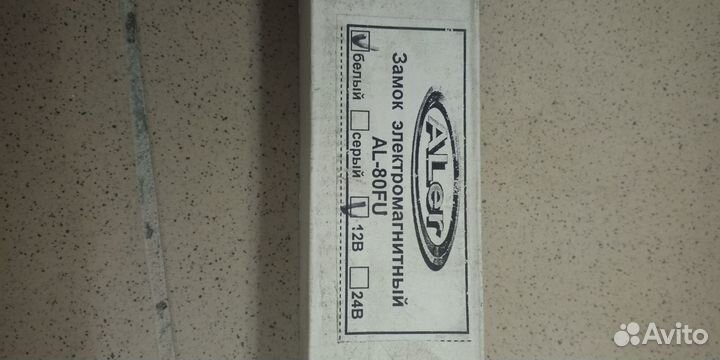 ALer
Замок электромагнитный
AL-80FU
белый серый 12В 24В
Avito